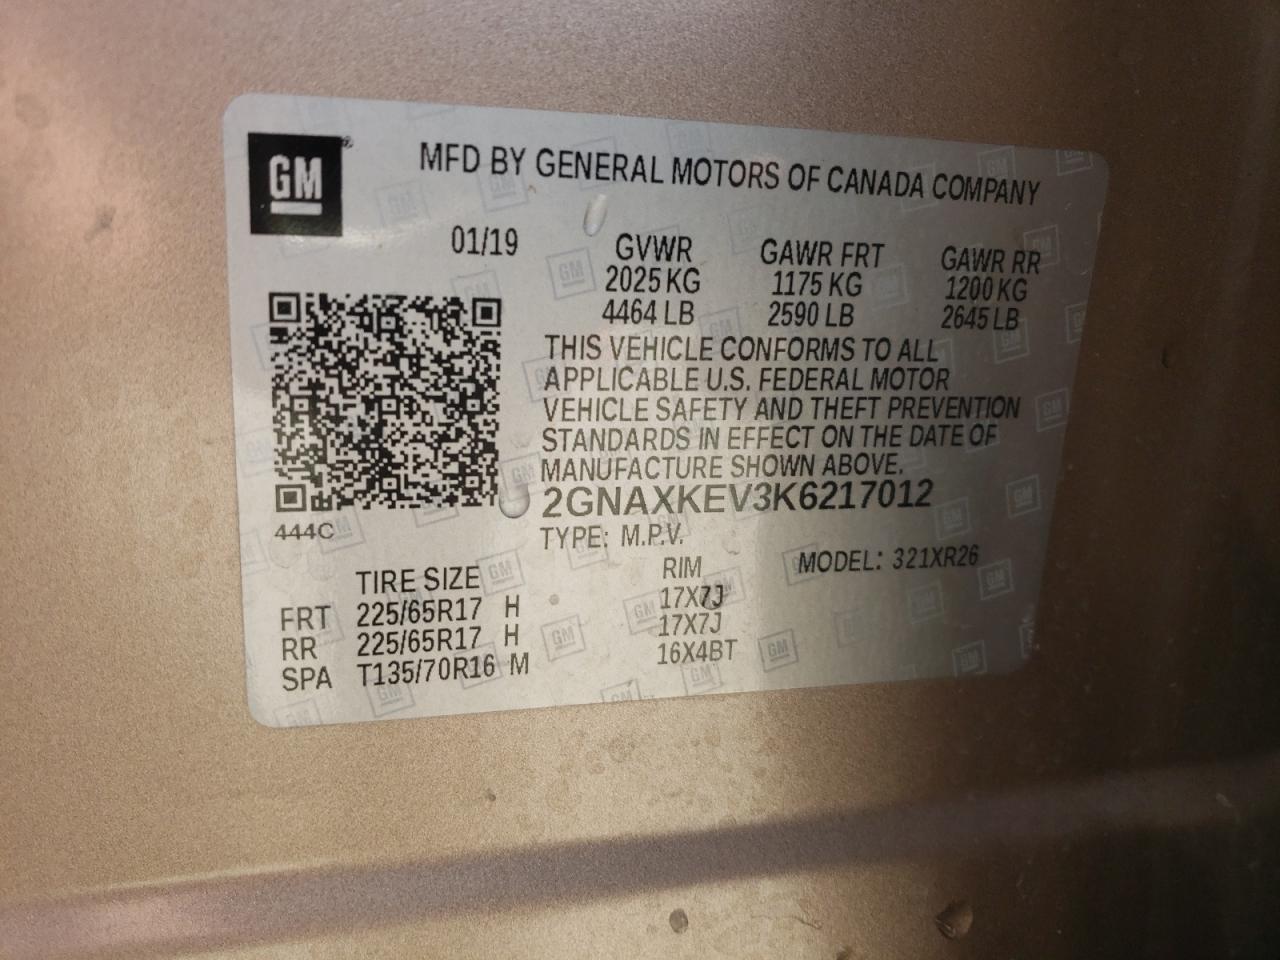 GM
MFD BY GENERAL MOTORS OF CANADA COMPANY
01/19
GVWR GAWR FRT GAWR RR
2025 KG 1175 KG 1200 KG
4464 LB 2590 LB 2645 LB
THIS VEHICLE CONFORMS TO ALL
APPLICABLE U.S. FEDERAL MOTOR
VEHICLE SAFETY AND THEFT PREVENTION
STANDARDS IN EFFECT ON THE DATE OF
MANUFACTURE SHOWN ABOVE.
2GNAXKEV3K6217012
444C
TYPE: M.P.V.
MODEL: 321XR26
TIRE SIZE RIM
FRT 225/65R17 H 17X7J
RR 225/65R17 H 17X7J
SPA T135/70R16 M 16X4BT